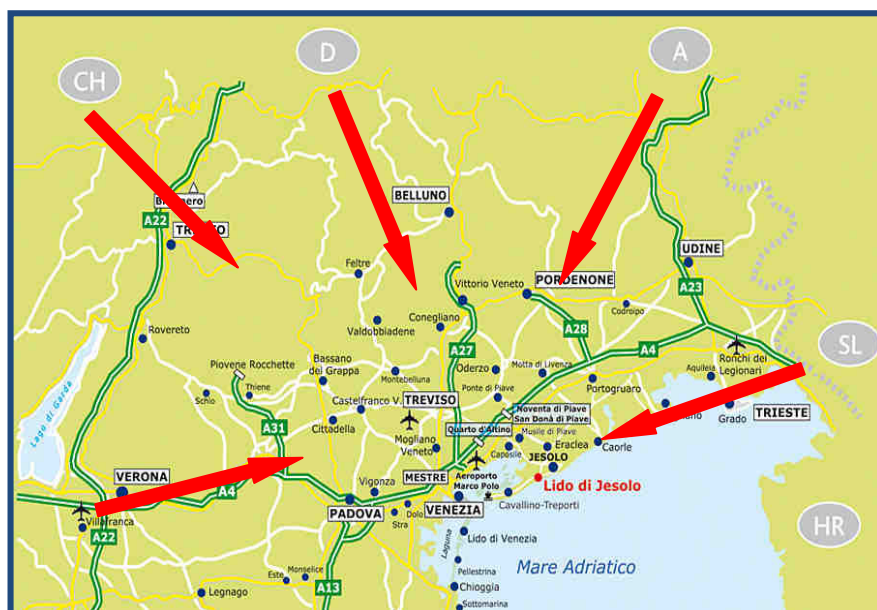 CH
D
A
Brennero
A22
TRENTO
BELLUNO
UDINE
Feltre
Vittorio Veneto
PORDENONE
A23
Codroipo
Conegliano
Valdobbiadene
A28
Rovereto
A27
A4
Ronchi dei
Legionari
SL
Piovene Rocchette
Bassano
del Grappa
Oderzo
Motta di Livenza
Aquileia
Lago di Garda
Schio
Thiene
Montebelluna
Ponte di Piave
Portogruaro
Castelfranco V.
TREVISO
Noventa di Piave
San Donà di Piave
Grado
TRIESTE
A31
Cittadella
Mogliano
Veneto
Quarto d'Altino
Musile di Piave
Eraclea
Caorle
Caposile
JESOLO
VERONA
A4
Vigonza
MESTRE
Aeroporto
Marco Polo
Lido di Jesolo
PADOVA
VENEZIA
Cavallino-Treporti
Villafranca
Stra
Dolo
HR
A22
Laguna
Lido di Venezia
Mare Adriatico
Pellestrina
Monselice
Este
A13
Chioggia
Legnago
Sottomarina